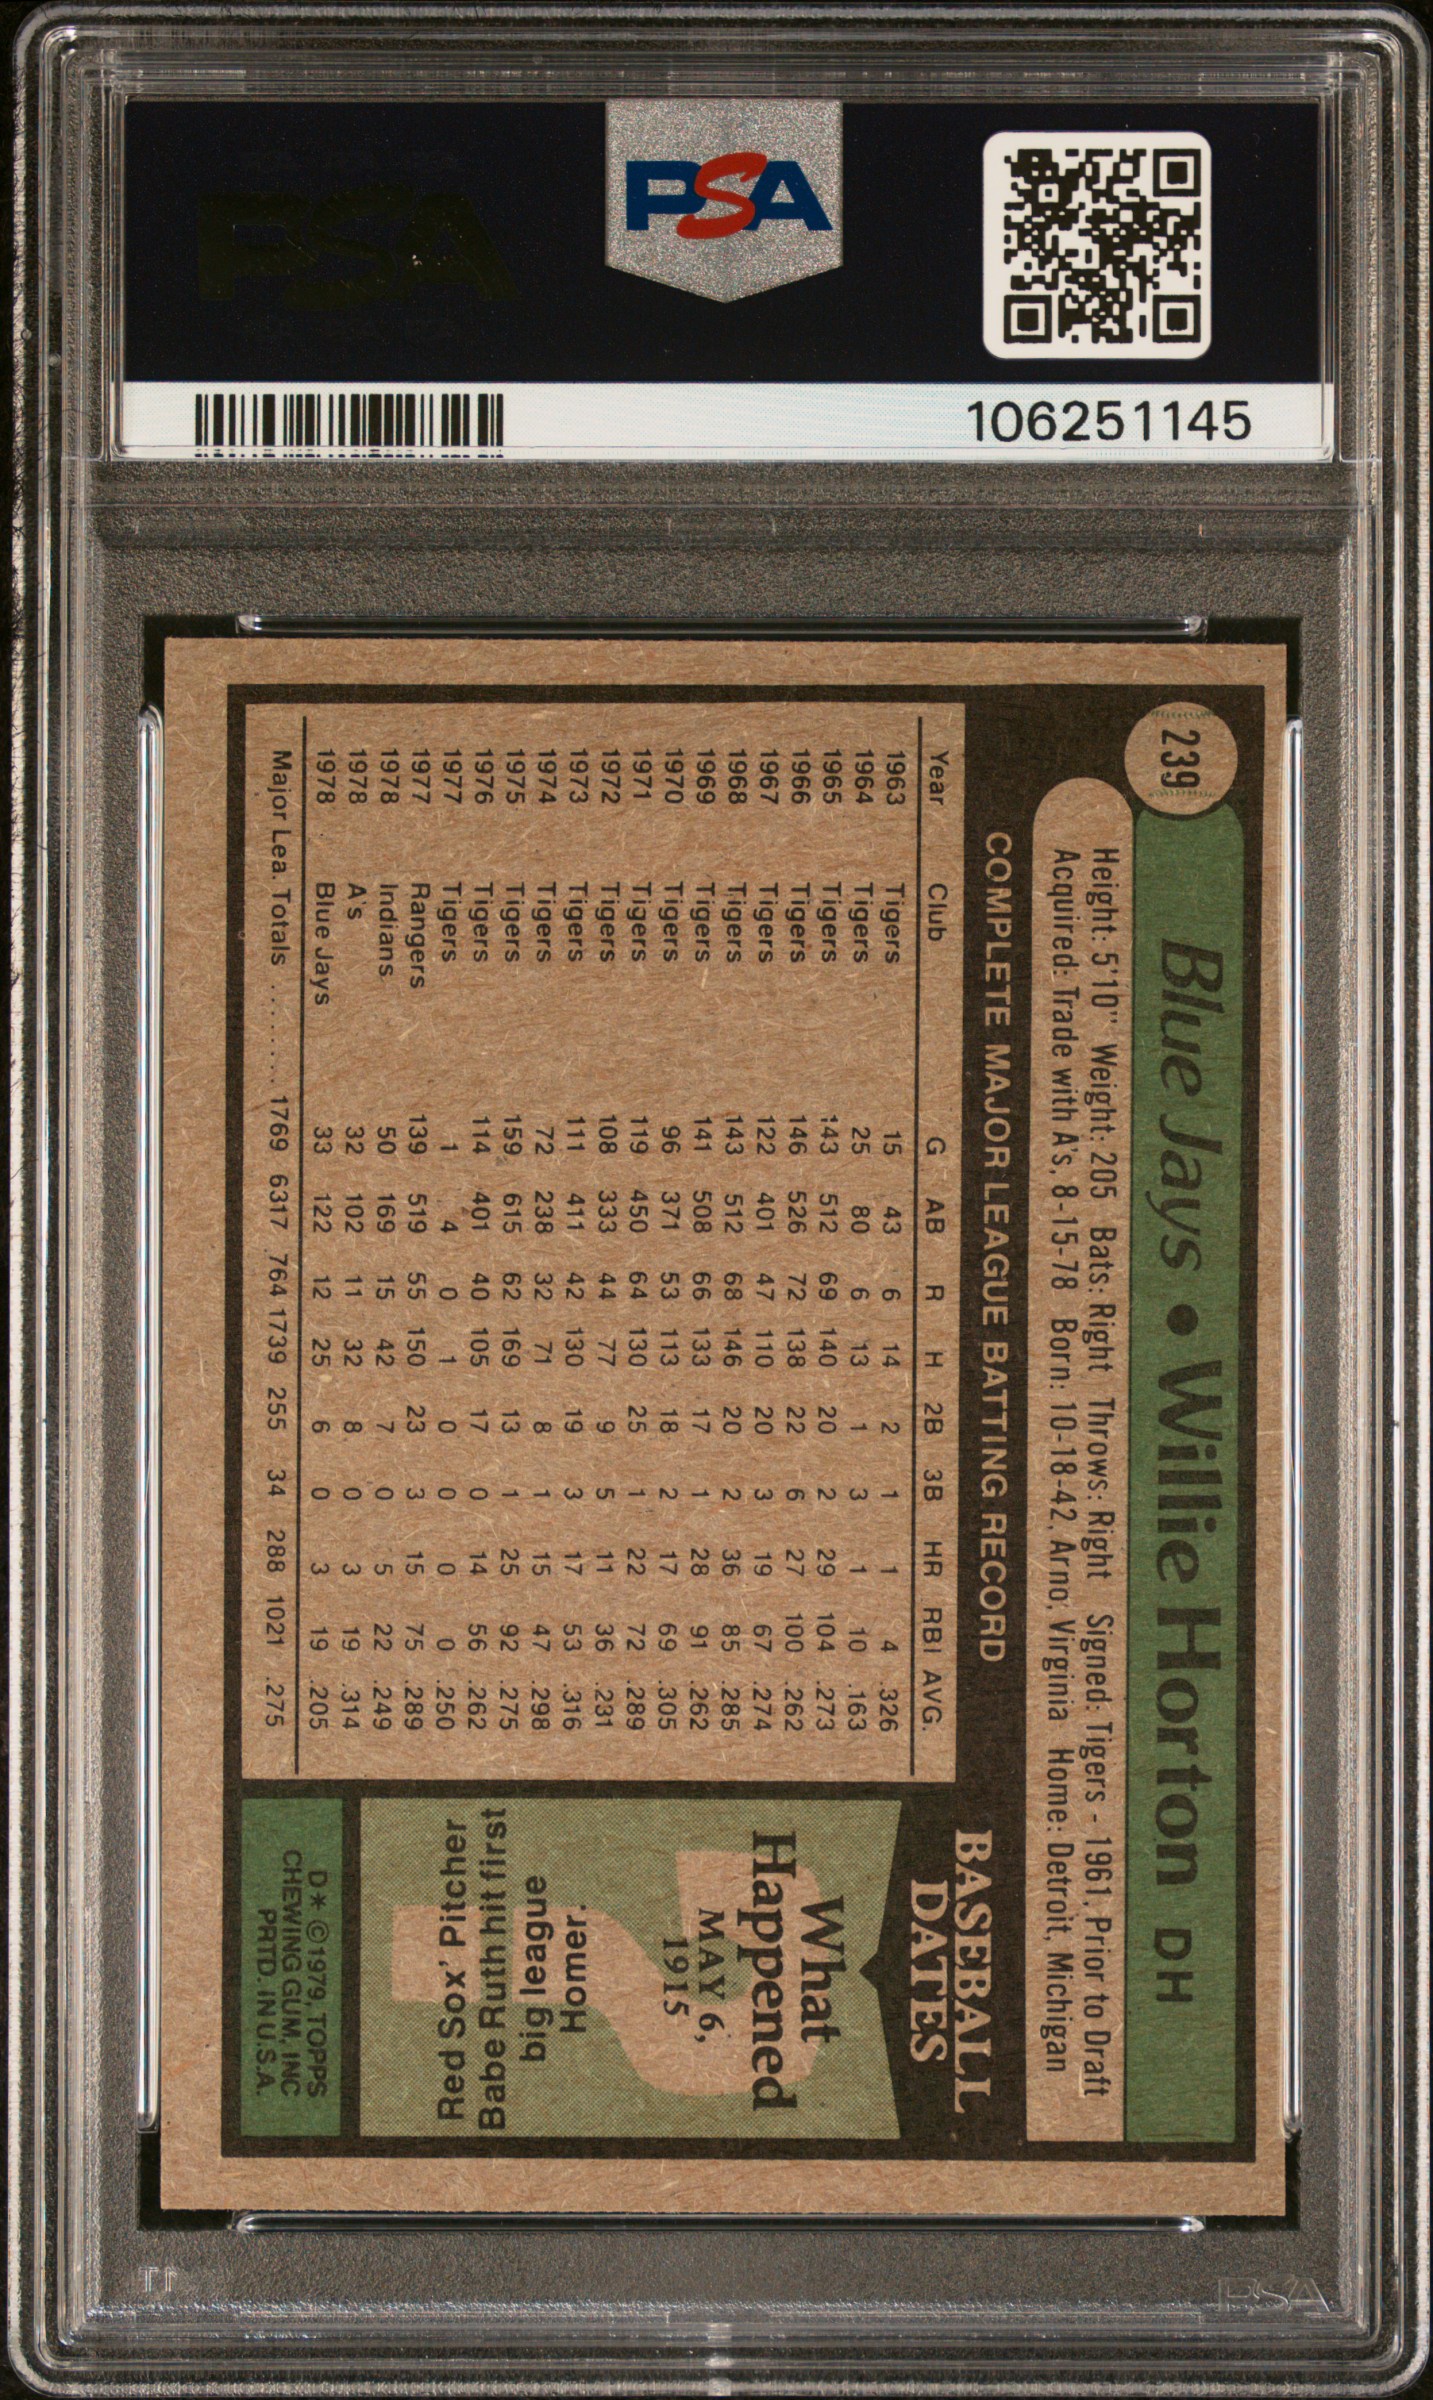 PSA
106251145
239
Blue Jays • Willie Horton DH
Height: 5'10" Weight: 205 Bats: Right Throws: Right Signed: Tigers - 1961, Prior to Draft
Acquired: Trade with A's, 8-15-78 Born: 10-18-42, Arno, Virginia Home: Detroit, Michigan
COMPLETE MAJOR LEAGUE BATTING RECORD
Year Club G AB R H 2B 3B HR RBI AVG.
1963 Tigers 15 43 6 14 2 1 1 4 .326
1964 Tigers 25 80 6 13 1 3 1 10 .163
1965 Tigers 143 512 69 140 20 2 29 104 .273
1966 Tigers 146 526 72 138 22 6 27 100 .262
1967 Tigers 122 401 47 110 20 3 19 67 .274
1968 Tigers 143 512 68 146 20 2 36 85 .285
1969 Tigers 141 508 66 133 17 1 28 91 .262
1970 Tigers 96 371 53 113 18 2 17 69 .305
1971 Tigers 119 450 64 130 25 1 22 72 .289
1972 Tigers 108 333 44 77 9 5 11 36 .231
1973 Tigers 111 411 42 130 19 3 17 53 .316
1974 Tigers 72 238 32 71 8 1 15 47 .298
1975 Tigers 159 615 62 169 13 1 25 92 .275
1976 Tigers 114 401 40 105 17 0 14 56 .262
1977 Tigers 1 4 0 1 0 0 0 0 .250
1977 Rangers 139 519 55 150 23 3 15 75 .289
1978 Indians 50 169 15 42 7 0 5 22 .249
1978 A's 32 102 11 32 8 0 3 19 .314
1978 Blue Jays 33 122 12 25 6 0 3 19 .205
Major Lea. Totals ........ 1769 6317 764 1739 255 34 288 1021 .275
BASEBALL
DATES
What
Happened
MAY 6,
1915
Homer.
big league
Babe Ruth hit first
Red Sox' Pitcher
D* ©1979, TOPPS
CHEWING GUM, INC
PRTD. IN U.S.A.
PSA